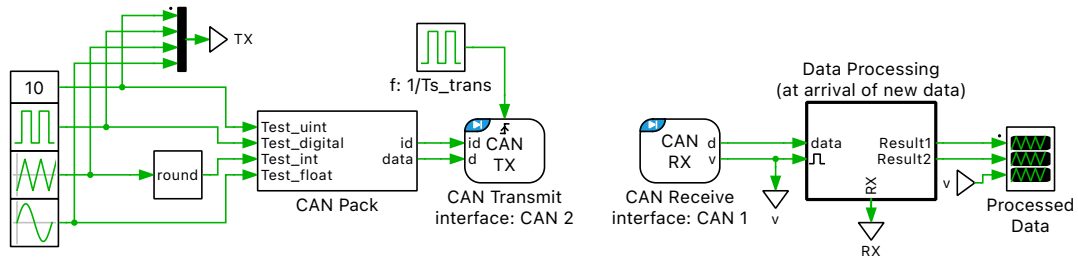 TX
10
f: 1/Ts_trans
Test_uint
Test_digital
Test_int
Test_float
id
data
round
CAN Pack
id
d
CAN
TX
CAN Transmit
interface: CAN 2
CAN
RX
d
v
CAN Receive
interface: CAN 1
v
Data Processing
(at arrival of new data)
data
Result1
Result2
RX
RX
v
Processed
Data